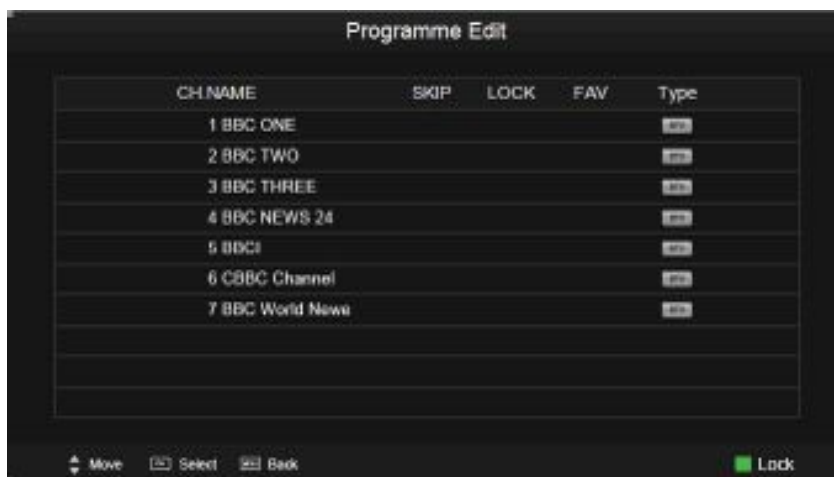 Programme Edit
CH.NAME SKIP LOCK FAV Type
1 BBC ONE
2 BBC TWO
3 BBC THREE
4 BBC NEWS 24
5 BBCI
6 CBBC Channel
7 BBC World Newe
Move Select Back Lock